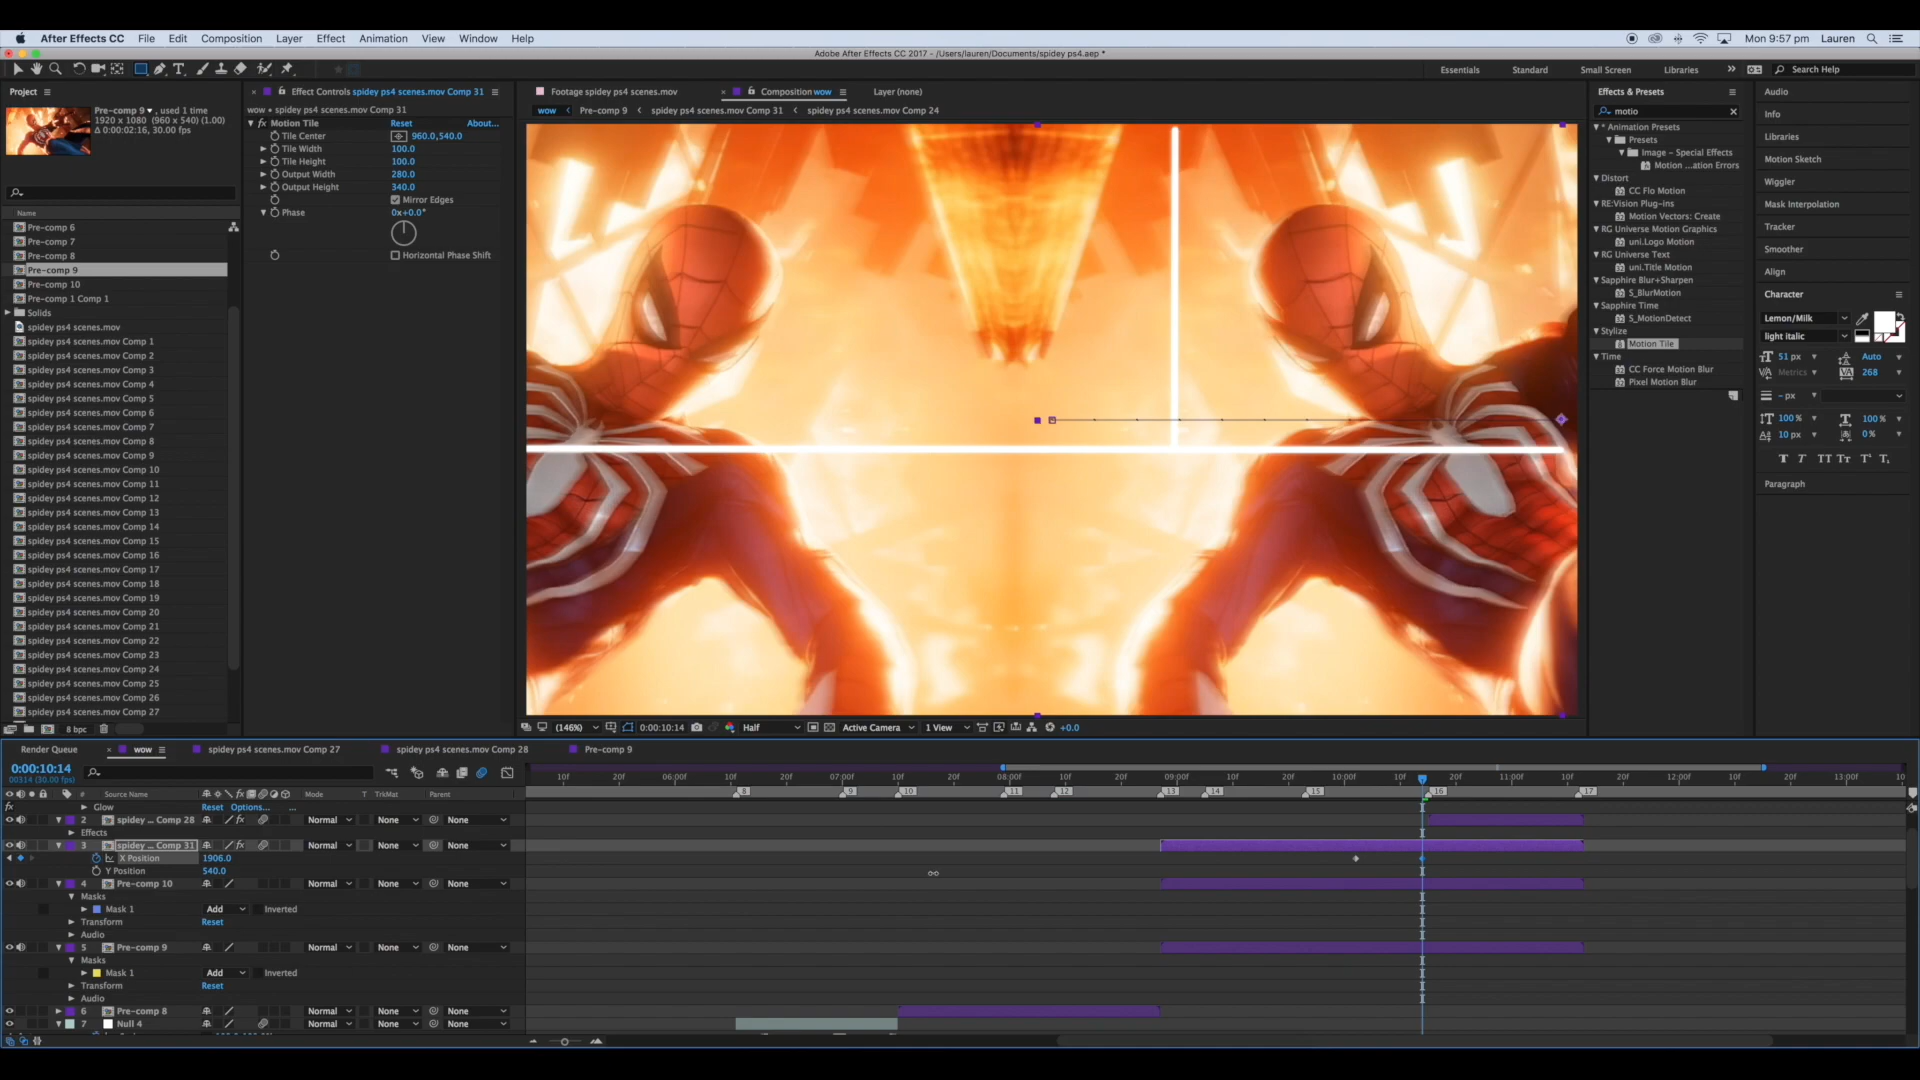 After Effects CC File Edit Composition Layer Effect Animation View Window Help
Mon 9:57 pm Lauren
Adobe After Effects CC 2017 - /Users/lauren/Documents/spidey ps4.aep *
Essentials Standard Small Screen Libraries Search Help
Project
Pre-comp 9 , used 1 time
1920 x 1080 (960 x 540) (1.00)
Δ 0:00:02:16, 30.00 fps
Name
Pre-comp 6
Pre-comp 7
Pre-comp 8
Pre-comp 9
Pre-comp 10
Pre-comp 1 Comp 1
Solids
spidey ps4 scenes.mov
spidey ps4 scenes.mov Comp 1
spidey ps4 scenes.mov Comp 2
spidey ps4 scenes.mov Comp 3
spidey ps4 scenes.mov Comp 4
spidey ps4 scenes.mov Comp 5
spidey ps4 scenes.mov Comp 6
spidey ps4 scenes.mov Comp 7
spidey ps4 scenes.mov Comp 8
spidey ps4 scenes.mov Comp 9
spidey ps4 scenes.mov Comp 10
spidey ps4 scenes.mov Comp 11
spidey ps4 scenes.mov Comp 12
spidey ps4 scenes.mov Comp 13
spidey ps4 scenes.mov Comp 14
spidey ps4 scenes.mov Comp 15
spidey ps4 scenes.mov Comp 16
spidey ps4 scenes.mov Comp 17
spidey ps4 scenes.mov Comp 18
spidey ps4 scenes.mov Comp 19
spidey ps4 scenes.mov Comp 20
spidey ps4 scenes.mov Comp 21
spidey ps4 scenes.mov Comp 22
spidey ps4 scenes.mov Comp 23
spidey ps4 scenes.mov Comp 24
spidey ps4 scenes.mov Comp 25
spidey ps4 scenes.mov Comp 26
spidey ps4 scenes.mov Comp 27
8 bpc
Effect Controls spidey ps4 scenes.mov Comp 31
wow • spidey ps4 scenes.mov Comp 31
fx Motion Tile Reset About...
Tile Center 960.0,540.0
Tile Width 100.0
Tile Height 100.0
Output Width 280.0
Output Height 340.0
Mirror Edges
Phase 0x+0.0°
Horizontal Phase Shift
Footage spidey ps4 scenes.mov Composition wow Layer (none)
wow Pre-comp 9 spidey ps4 scenes.mov Comp 31 spidey ps4 scenes.mov Comp 24
(146%) 0:00:10:14 Half Active Camera 1 View +0.0
Effects & Presets
motio
* Animation Presets
Presets
Image – Special Effects
Motion ...ation Errors
Distort
CC Flo Motion
RE:Vision Plug-ins
Motion Vectors: Create
RG Universe Motion Graphics
uni.Logo Motion
RG Universe Text
uni.Title Motion
Sapphire Blur+Sharpen
S_BlurMotion
Sapphire Time
S_MotionDetect
Stylize
Motion Tile
Time
CC Force Motion Blur
Pixel Motion Blur
Audio
Info
Libraries
Motion Sketch
Wiggler
Mask Interpolation
Tracker
Smoother
Align
Character
Lemon/Milk
light italic
51 px Auto
Metrics 268
- px
100 % 100 %
10 px 0 %
T T TT Tr T' T,
Paragraph
Render Queue wow spidey ps4 scenes.mov Comp 27 spidey ps4 scenes.mov Comp 28 Pre-comp 9
0:00:10:14
00314 (30.00 fps)
10f 20f 06:00f 10f 20f 07:00f 10f 20f 08:00f 10f 20f 09:00f 10f 20f 10:00f 10f 20f 11:00f 10f 20f 12:00f 10f 20f 13:00f
# Source Name Mode T TrkMat Parent
8 9 10 11 12 13 14 15 16 17
fx Glow Reset Options... ...
2 spidey ... Comp 28 Normal None None
Effects
3 spidey ... Comp 31 Normal None None
X Position 1906.0
Y Position 540.0
4 Pre-comp 10 Normal None None
Masks
Mask 1 Add Inverted
Transform Reset
Audio
5 Pre-comp 9 Normal None None
Masks
Mask 1 Add Inverted
Transform Reset
Audio
6 Pre-comp 8 Normal None None
7 Null 4 Normal None None